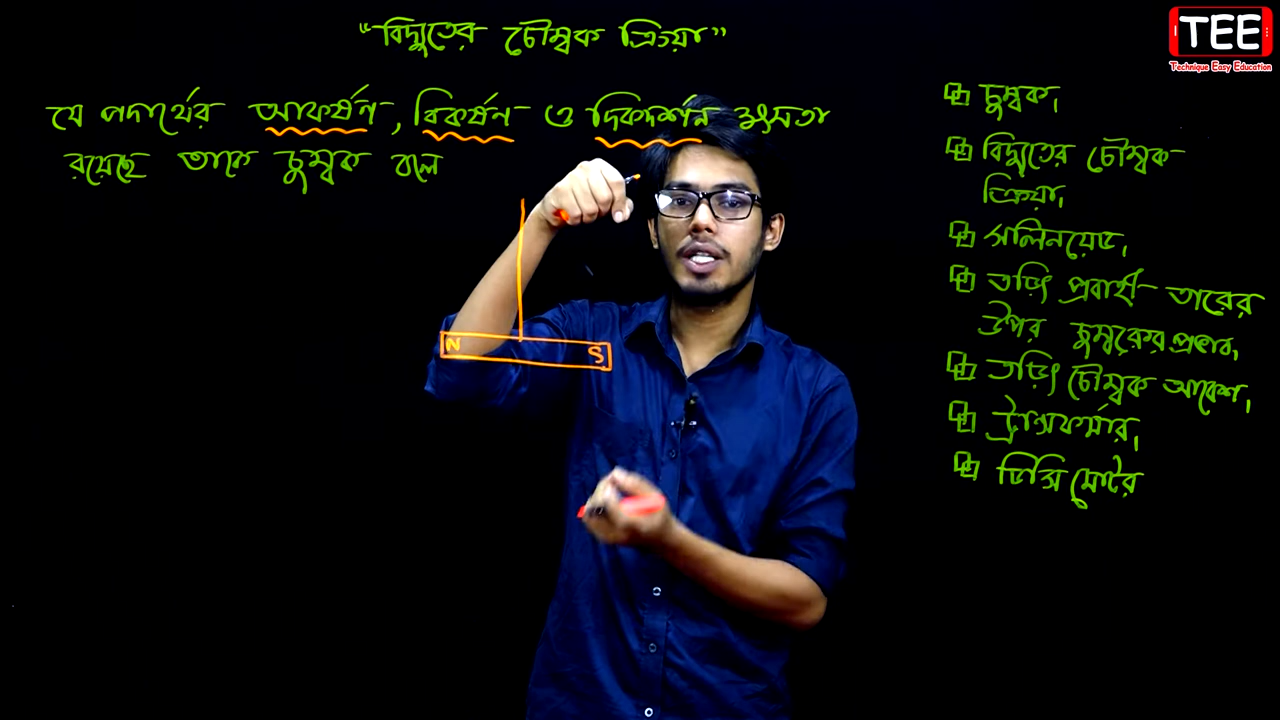 "বিদ্যুতের চৌম্বক ক্রিয়া"
TEE
Technique Easy Education
যে পদার্থের আকর্ষণ, বিকর্ষণ ও দিকদর্শন ক্ষমতা
রয়েছে তাকে চুম্বক বলে
N
S
চুম্বক।
বিদ্যুতের চৌম্বক
ক্রিয়া।
সলিনয়েড।
তড়িৎ প্রবাহী তারের
উপর চুম্বকের প্রভাব।
তড়িৎ চৌম্বক আবেশ।
ট্রান্সফর্মার।
ডিসি মোটর